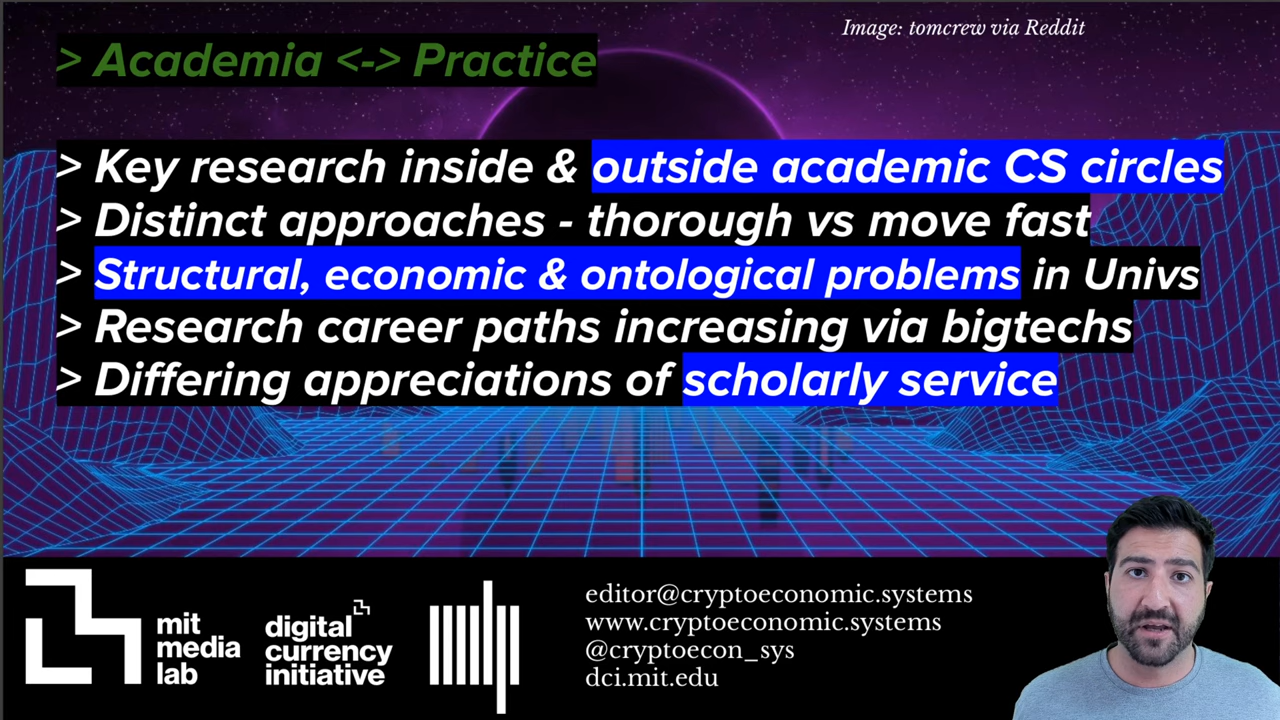 Image: tomcrew via Reddit
> Academia <-> Practice
> Key research inside & outside academic CS circles
> Distinct approaches - thorough vs move fast
> Structural, economic & ontological problems in Univs
> Research career paths increasing via bigtechs
> Differing appreciations of scholarly service
mit
media
lab
digital
currency
initiative
editor@cryptoeconomic.systems
www.cryptoeconomic.systems
@cryptoecon_sys
dci.mit.edu